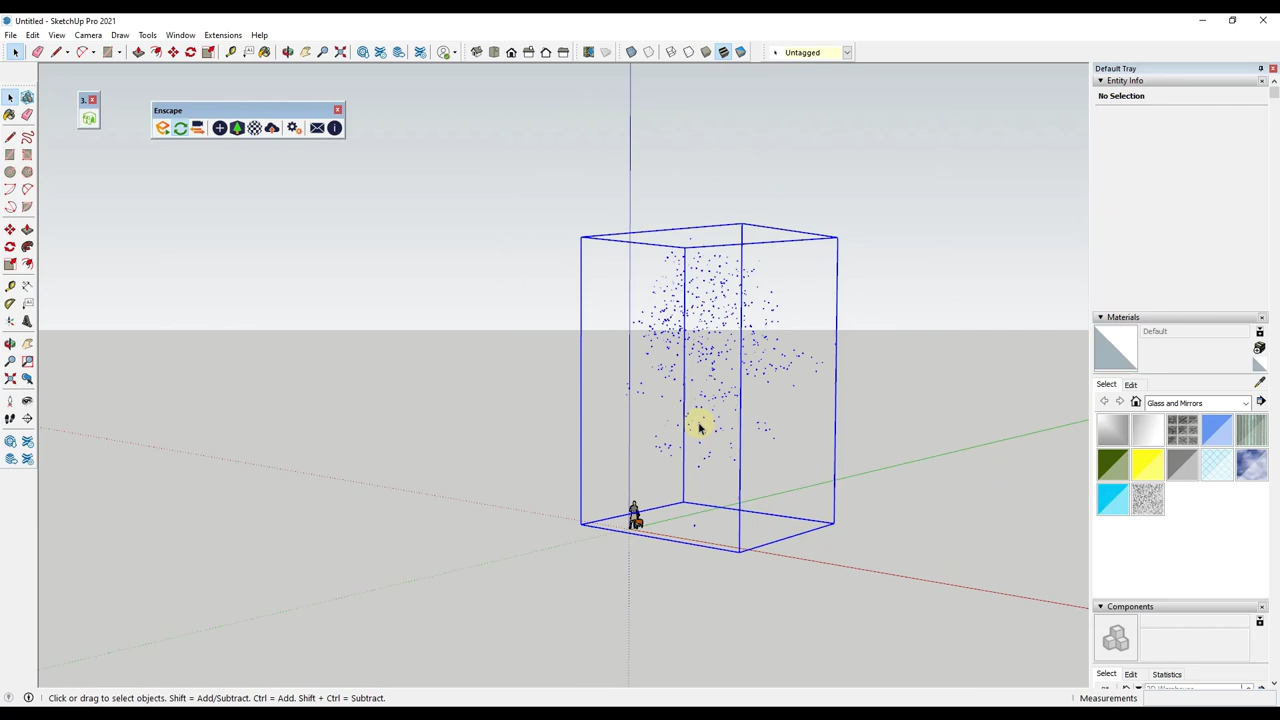 Untitled - SketchUp Pro 2021
File Edit View Camera Draw Tools Window Extensions Help
Untagged
Default Tray
Entity Info
No Selection
3.
Enscape
Materials
Default
Select Edit
Glass and Mirrors
Components
Select Edit Statistics
Click or drag to select objects. Shift = Add/Subtract. Ctrl = Add. Shift + Ctrl = Subtract.
Measurements